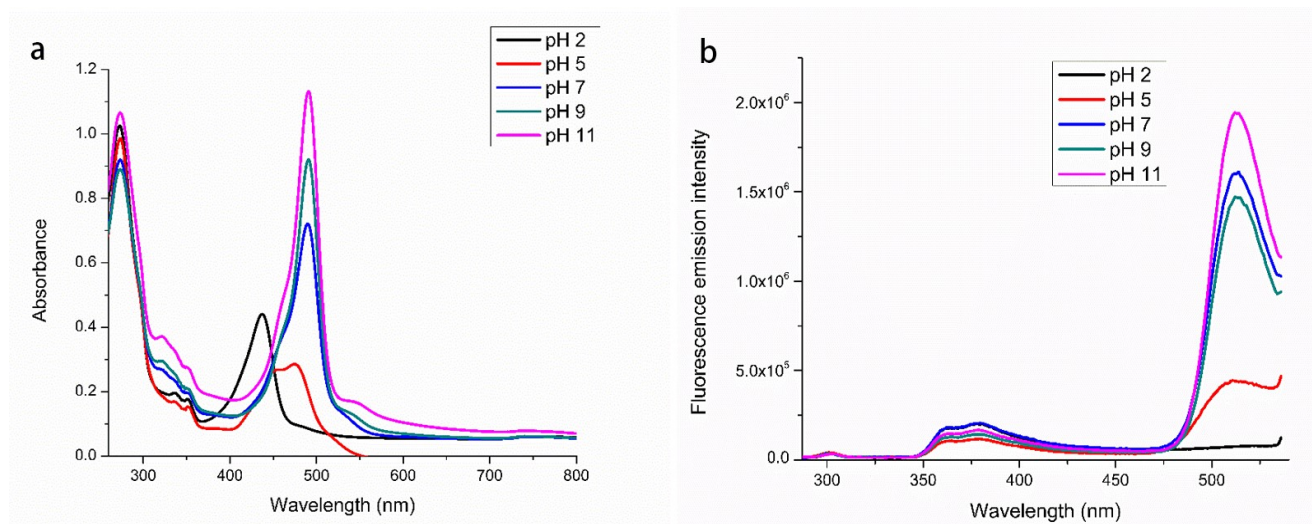 a
pH 2
pH 5
pH 7
pH 9
pH 11
1.2
1.0
0.8
0.6
0.4
0.2
0.0
Absorbance
300 400 500 600 700 800
Wavelength (nm)
b
pH 2
pH 5
pH 7
pH 9
pH 11
2.0x10⁶
1.5x10⁶
1.0x10⁶
5.0x10⁵
0.0
Fluorescence emission intensity
300 350 400 450 500
Wavelength (nm)